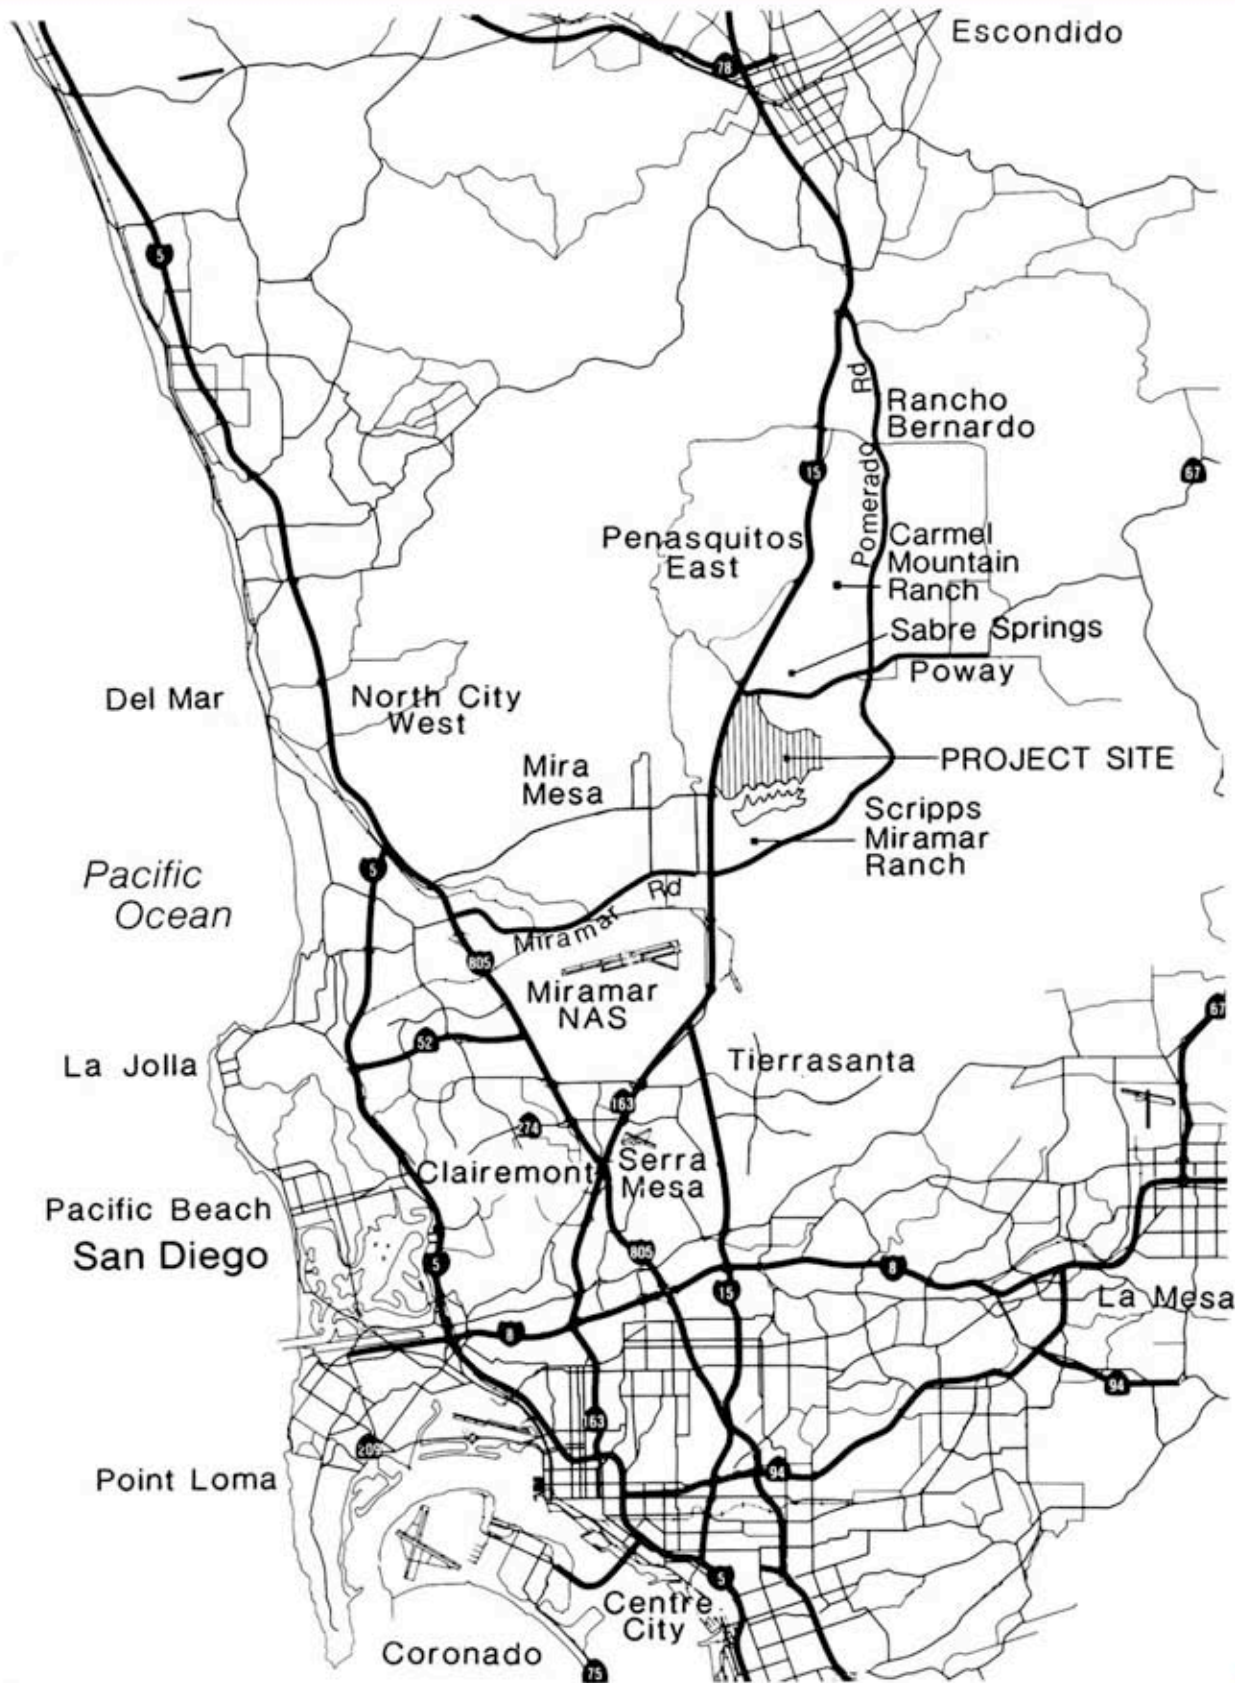 Escondido
78
5
Rd
Rancho
Bernardo
15
67
Pomerado
Penasquitos
East
Carmel
Mountain
Ranch
Sabre Springs
Poway
Del Mar
North City
West
PROJECT SITE
Mira
Mesa
Scripps
Miramar
Ranch
5
Pacific
Ocean
Miramar Rd
805
Miramar
NAS
67
52
La Jolla
Tierrasanta
163
274
Clairemont
Serra
Mesa
Pacific Beach
San Diego
805
5
8
15
La Mesa
8
94
163
209
94
Point Loma
5
Centre
City
Coronado
75